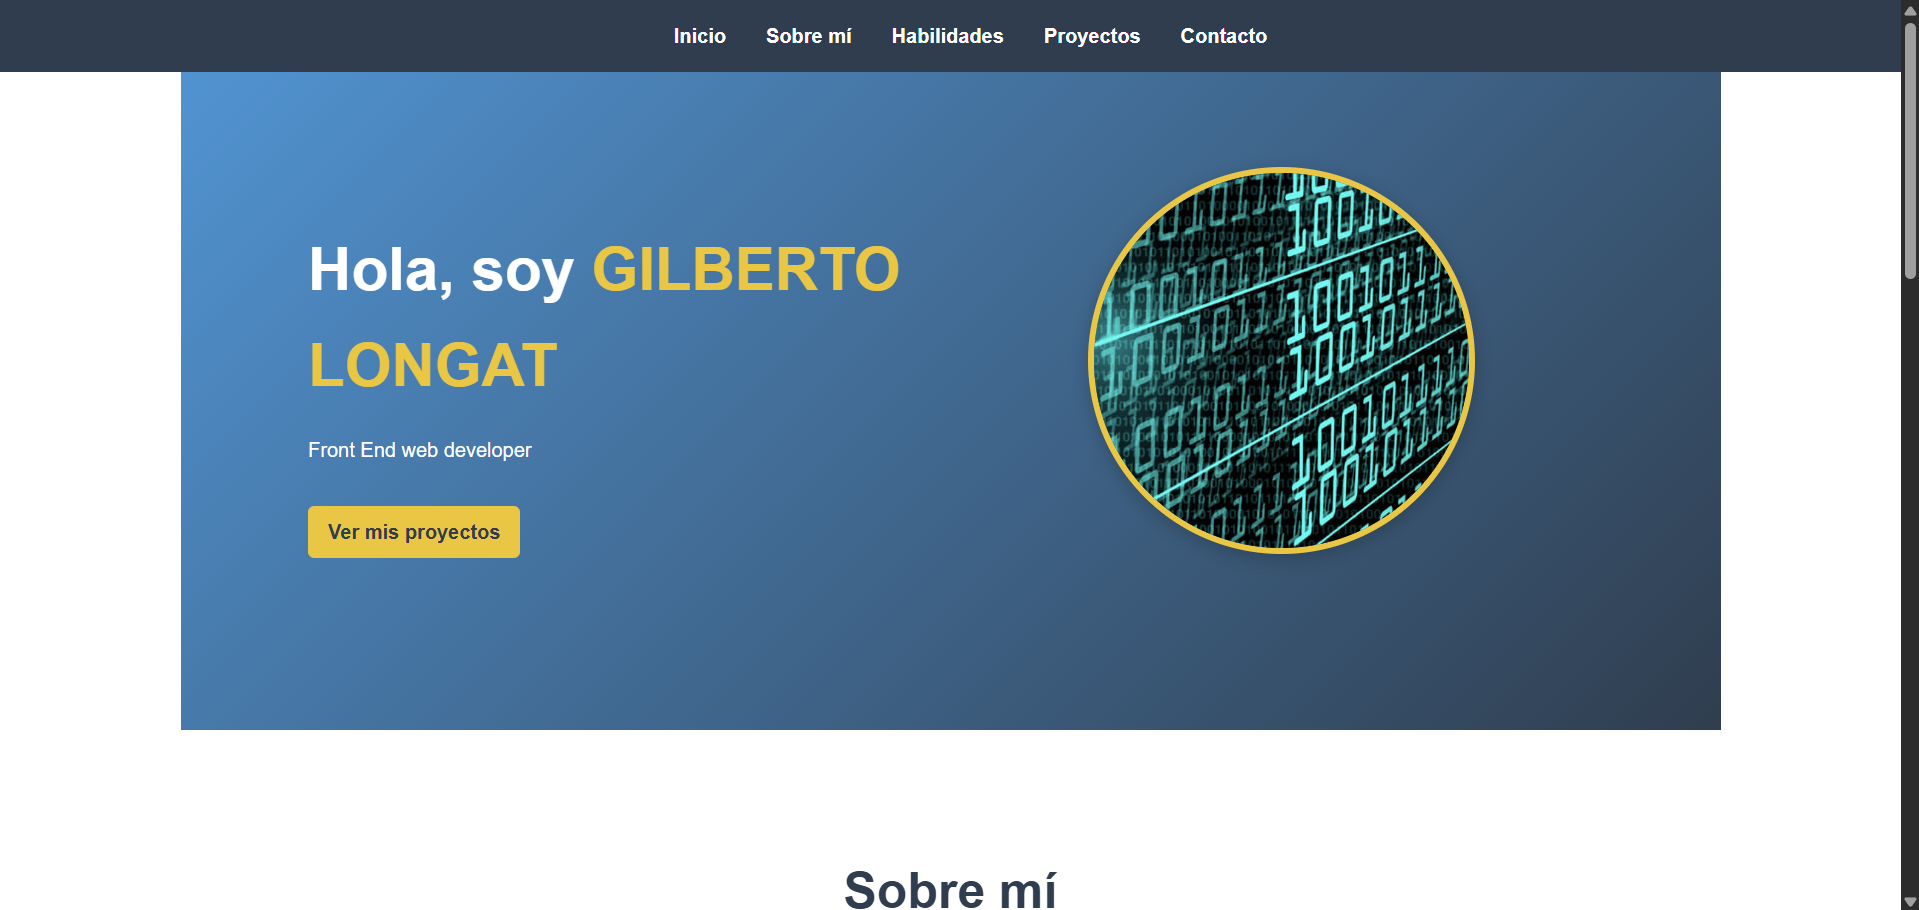 Inicio Sobre mí Habilidades Proyectos Contacto
Hola, soy GILBERTO
LONGAT
Front End web developer
Ver mis proyectos
Sobre mí